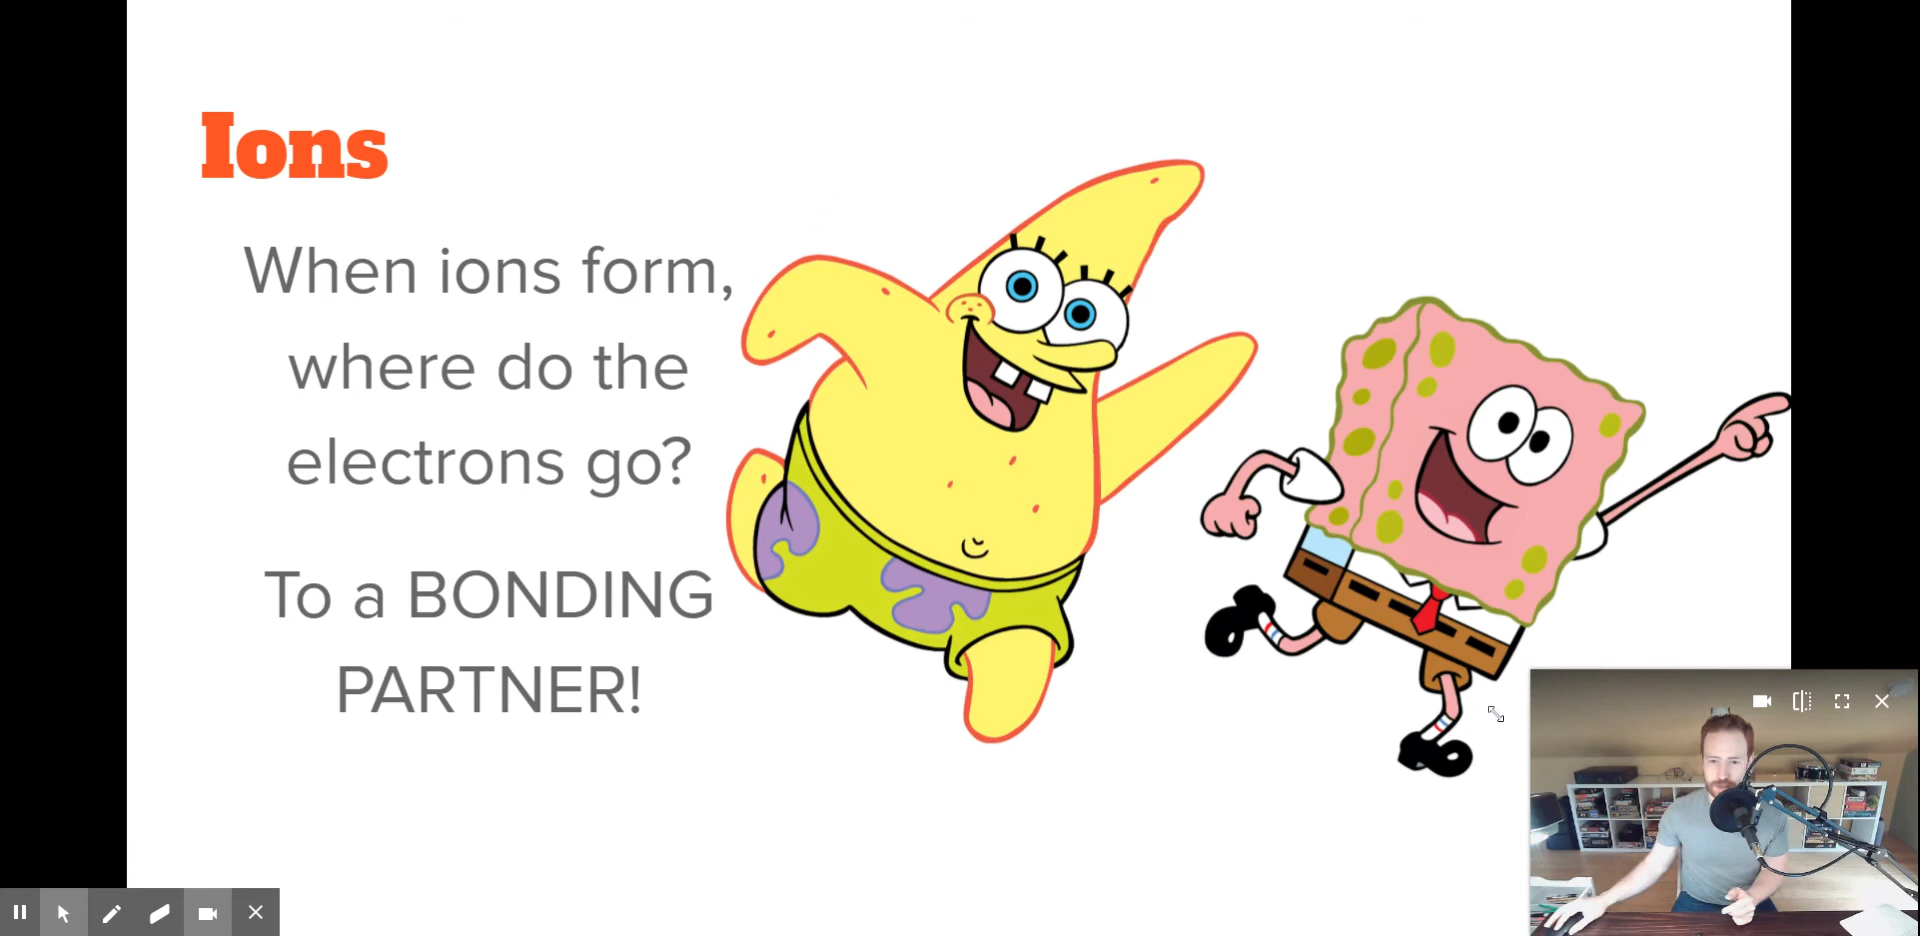 Ions
When ions form,
where do the
electrons go?
To a BONDING
PARTNER!